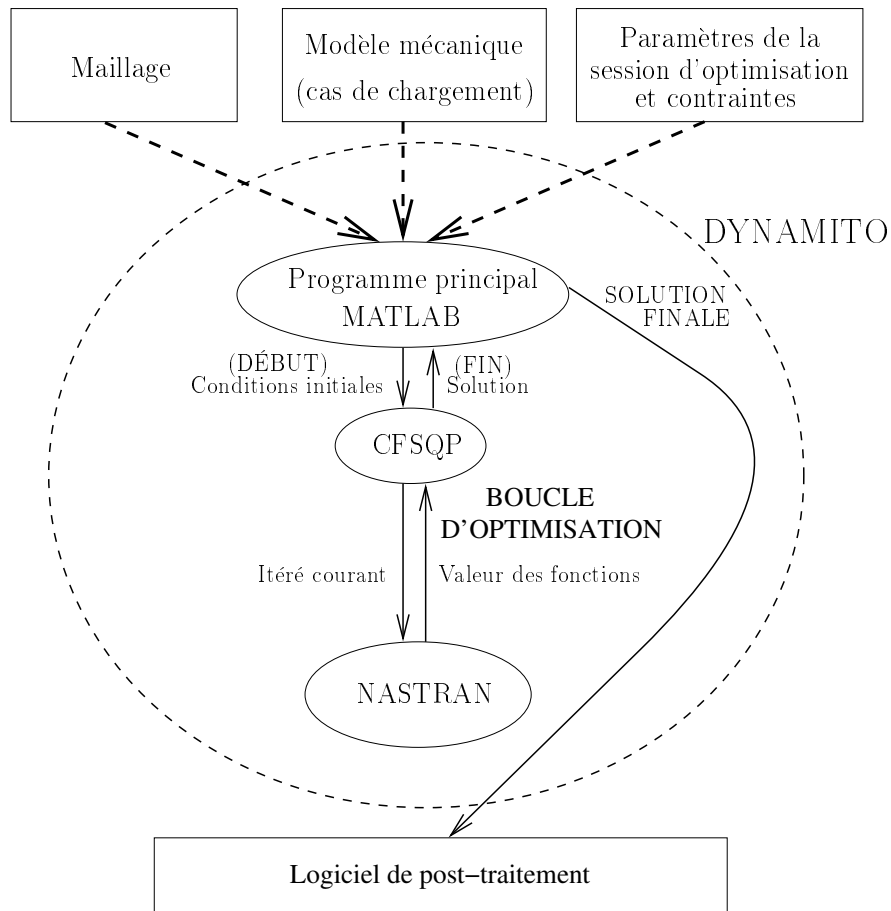 Maillage
Modèle mécanique
(cas de chargement)
Paramètres de la
session d'optimisation
et contraintes
DYNAMITO
Programme principal
MATLAB
SOLUTION
FINALE
(DÉBUT)
Conditions initiales
(FIN)
Solution
CFSQP
BOUCLE
D'OPTIMISATION
Itéré courant
Valeur des fonctions
NASTRAN
Logiciel de post−traitement